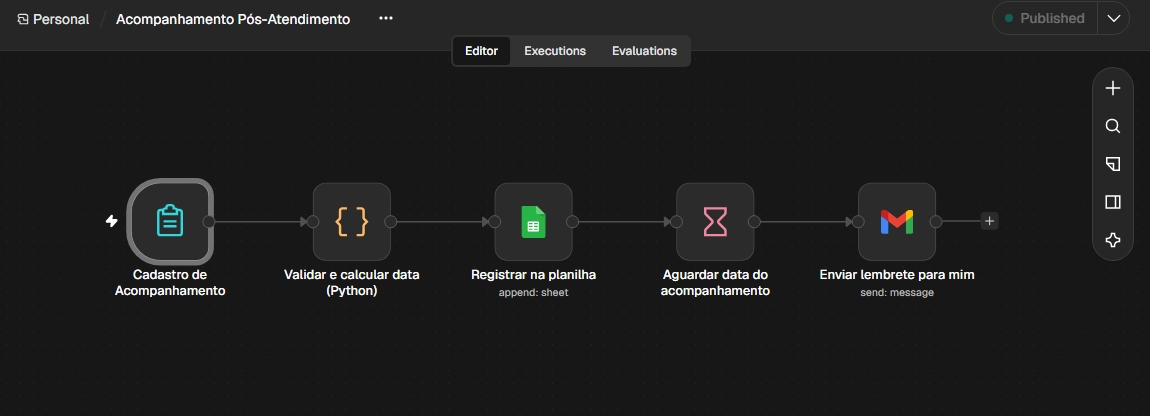 Personal / Acompanhamento Pós-Atendimento ...
Published
Editor Executions Evaluations
Cadastro de
Acompanhamento
Validar e calcular data
(Python)
Registrar na planilha
append: sheet
Aguardar data do
acompanhamento
Enviar lembrete para mim
send: message